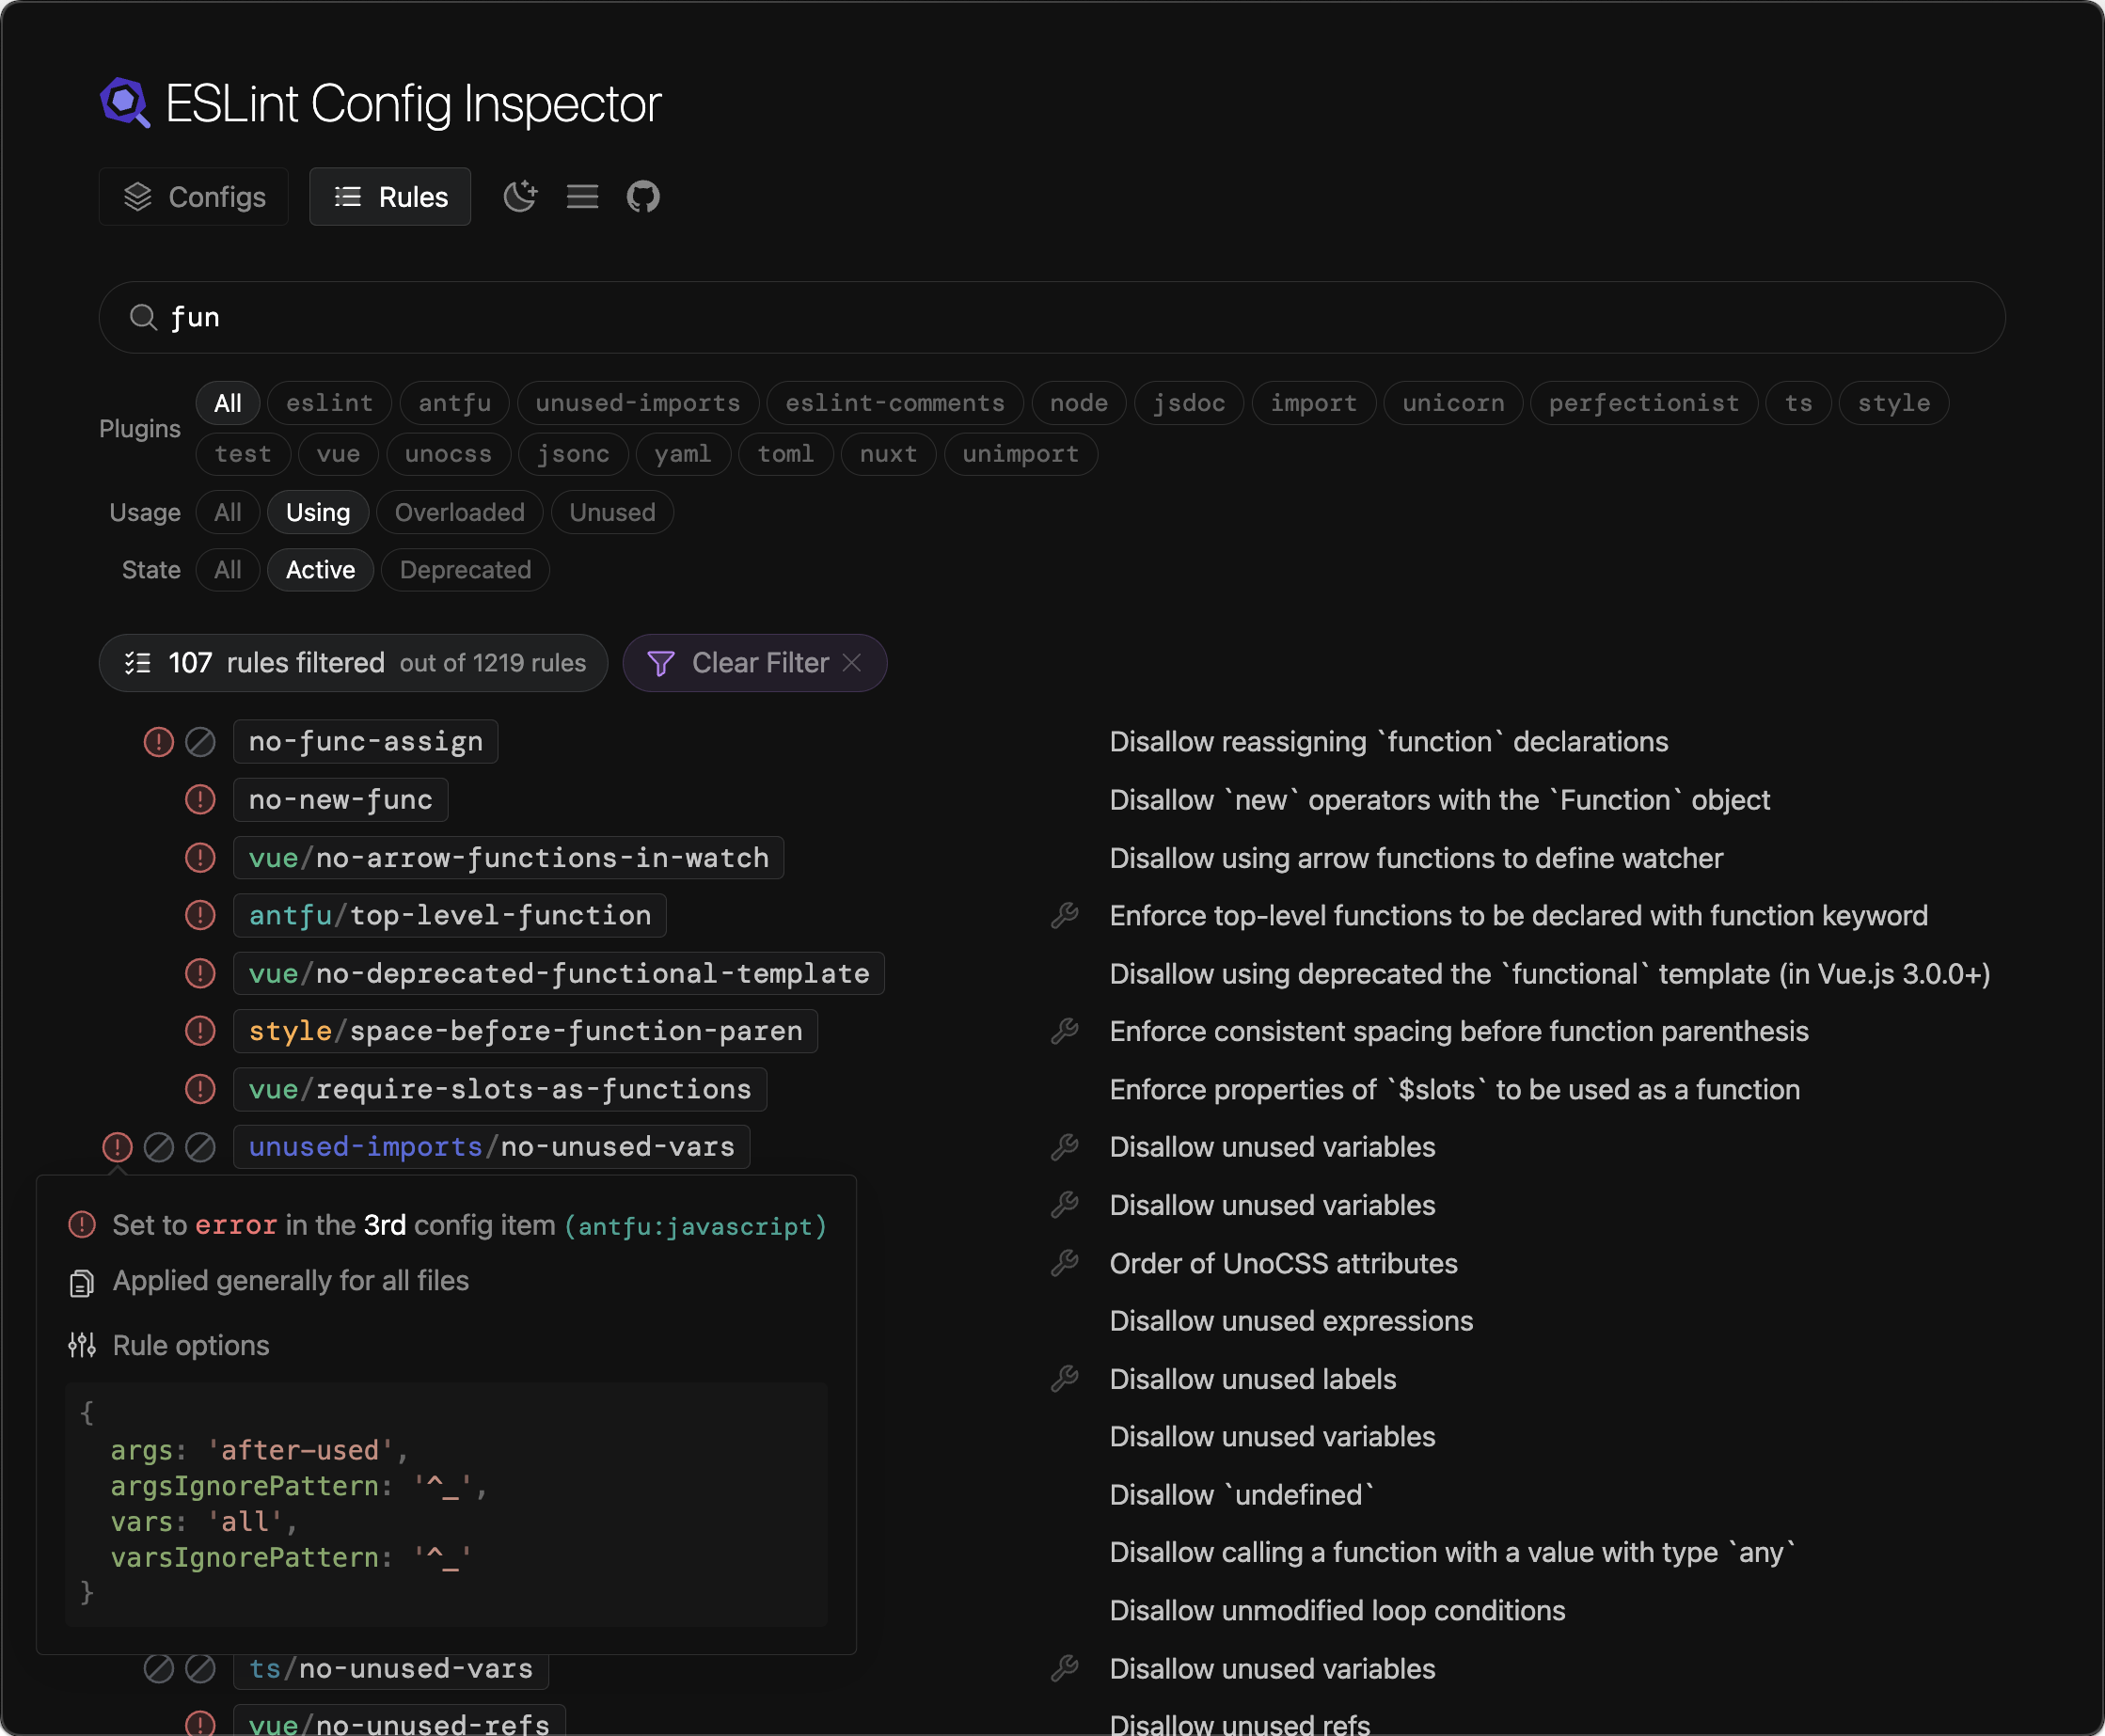 ESLint Config Inspector
Configs Rules
fun
Plugins All eslint antfu unused-imports eslint-comments node jsdoc import unicorn perfectionist ts style
test vue unocss jsonc yaml toml nuxt unimport
Usage All Using Overloaded Unused
State All Active Deprecated
107 rules filtered out of 1219 rules Clear Filter
no-func-assign Disallow reassigning `function` declarations
no-new-func Disallow `new` operators with the `Function` object
vue/no-arrow-functions-in-watch Disallow using arrow functions to define watcher
antfu/top-level-function Enforce top-level functions to be declared with function keyword
vue/no-deprecated-functional-template Disallow using deprecated the `functional` template (in Vue.js 3.0.0+)
style/space-before-function-paren Enforce consistent spacing before function parenthesis
vue/require-slots-as-functions Enforce properties of `$slots` to be used as a function
unused-imports/no-unused-vars Disallow unused variables
Disallow unused variables
Set to error in the 3rd config item (antfu:javascript)
Order of UnoCSS attributes
Applied generally for all files
Disallow unused expressions
Rule options
Disallow unused labels
{
Disallow unused variables
args: 'after-used',
argsIgnorePattern: '^_',
Disallow `undefined`
vars: 'all',
varsIgnorePattern: '^_'
Disallow calling a function with a value with type `any`
}
Disallow unmodified loop conditions
ts/no-unused-vars Disallow unused variables
vue/no-unused-refs Disallow unused refs